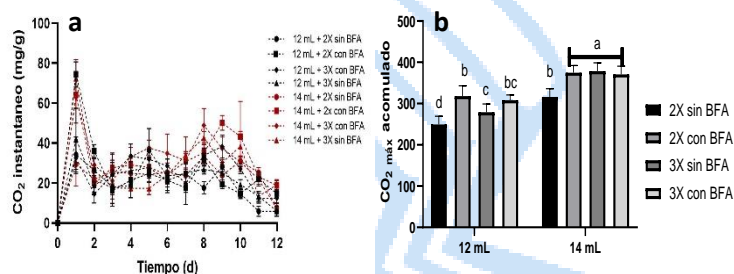 a
CO2 instantaneo (mg/g)
100
80
60
40
20
0
0 2 4 6 8 10 12
Tiempo (d)
12 mL + 2X sin BFA
12 mL + 2X con BFA
12 mL + 3X con BFA
12 mL + 3X sin BFA
14 mL + 2X sin BFA
14 mL + 2x con BFA
14 mL + 3X con BFA
14 mL + 3X sin BFA
b
CO2 máx acumulado
500
400
300
200
100
0
d b c bc b a
12 mL 14 mL
2X sin BFA
2X con BFA
3X sin BFA
3X con BFA